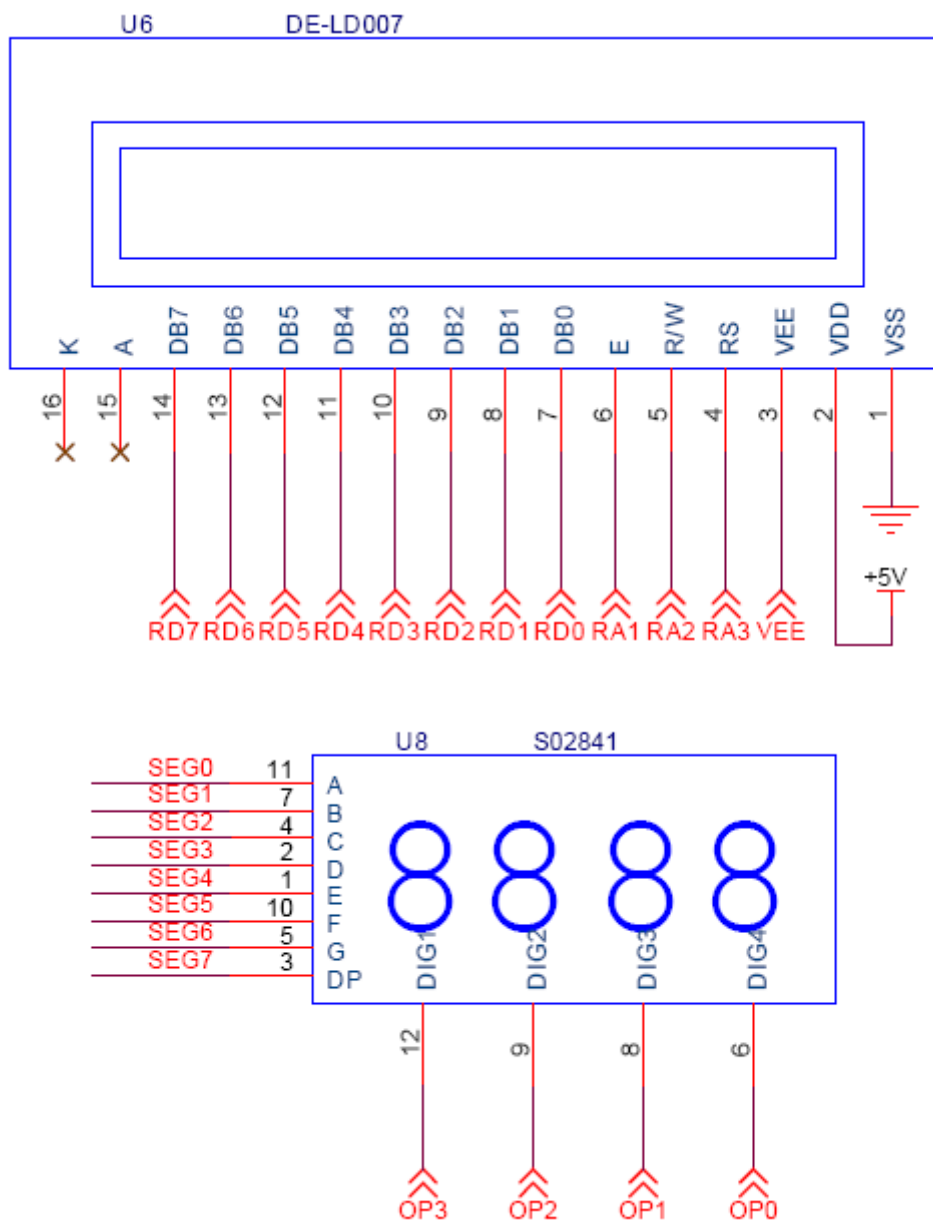 U6 DE-LD007
K A DB7 DB6 DB5 DB4 DB3 DB2 DB1 DB0 E R/W RS VEE VDD VSS
16 15 14 13 12 11 10 9 8 7 6 5 4 3 2 1
+5V
RD7 RD6 RD5 RD4 RD3 RD2 RD1 RD0 RA1 RA2 RA3 VEE
U8 S02841
SEG0 11 A
SEG1 7 B
SEG2 4 C
SEG3 2 D
SEG4 1 E
SEG5 10 F
SEG6 5 G
SEG7 3 DP
DIG1 DIG2 DIG3 DIG4
12 9 8 6
OP3 OP2 OP1 OP0